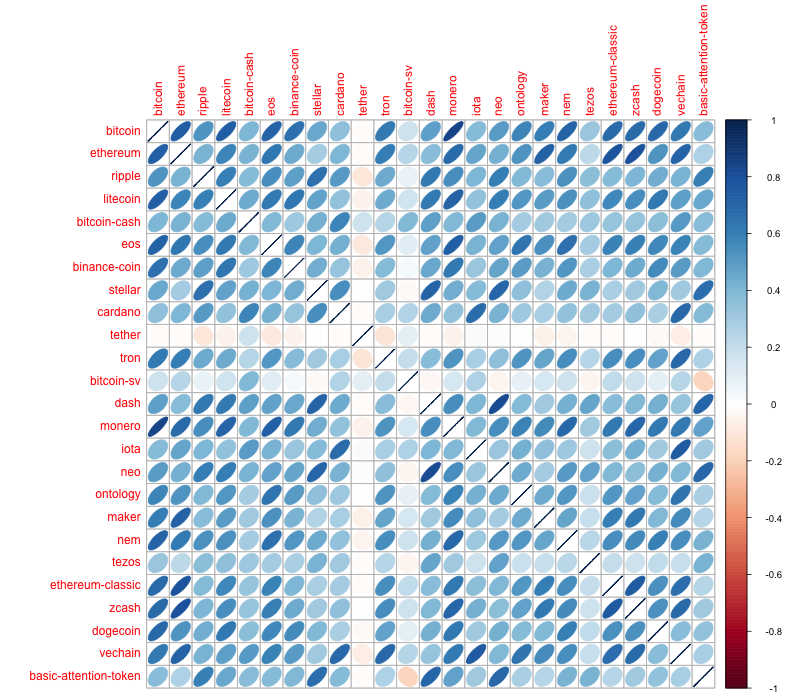 bitcoin
ethereum
ripple
litecoin
bitcoin-cash
eos
binance-coin
stellar
cardano
tether
tron
bitcoin-sv
dash
monero
iota
neo
ontology
maker
nem
tezos
ethereum-classic
zcash
dogecoin
vechain
basic-attention-token
bitcoin
ethereum
ripple
litecoin
bitcoin-cash
eos
binance-coin
stellar
cardano
tether
tron
bitcoin-sv
dash
monero
iota
neo
ontology
maker
nem
tezos
ethereum-classic
zcash
dogecoin
vechain
basic-attention-token
1
0.8
0.6
0.4
0.2
0
-0.2
-0.4
-0.6
-0.8
-1